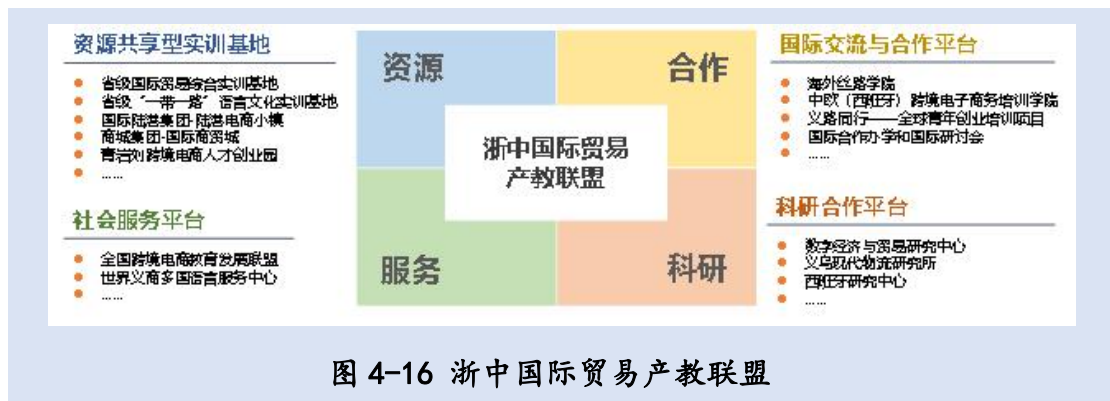 资源共享型实训基地
省级国际贸易综合实训基地
省级“一带一路”语言文化实训基地
国际陆港集团-陆港电商小镇
商城集团-国际商贸城
青岩刘跨境电商人才创业园
……
社会服务平台
全国跨境电商教育发展联盟
世界义商多国语言服务中心
……
资源
合作
浙中国际贸易
产教联盟
服务
科研
国际交流与合作平台
海外丝路学院
中欧（西班牙）跨境电子商务培训学院
义路同行——全球青年创业培训项目
国际合作办学和国际研讨会
……
科研合作平台
数字经济与贸易研究中心
义乌现代物流研究所
西班牙研究中心
……
图 4-16 浙中国际贸易产教联盟